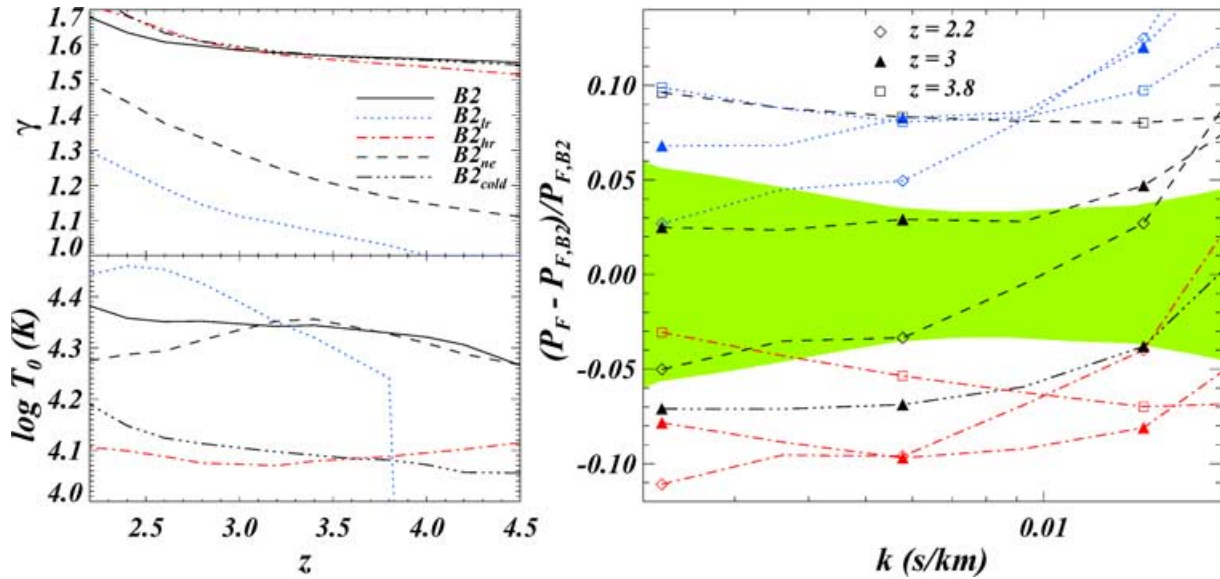 1.7
1.6
1.5
1.4
1.3
1.2
1.1
1.0
γ
B2
B2lr
B2hr
B2ne
B2cold
4.4
4.3
4.2
4.1
4.0
log T0 (K)
2.5 3.0 3.5 4.0 4.5
z
0.10
0.05
0.00
-0.05
-0.10
(PF - PF,B2)/PF,B2
z = 2.2
z = 3
z = 3.8
0.01
k (s/km)